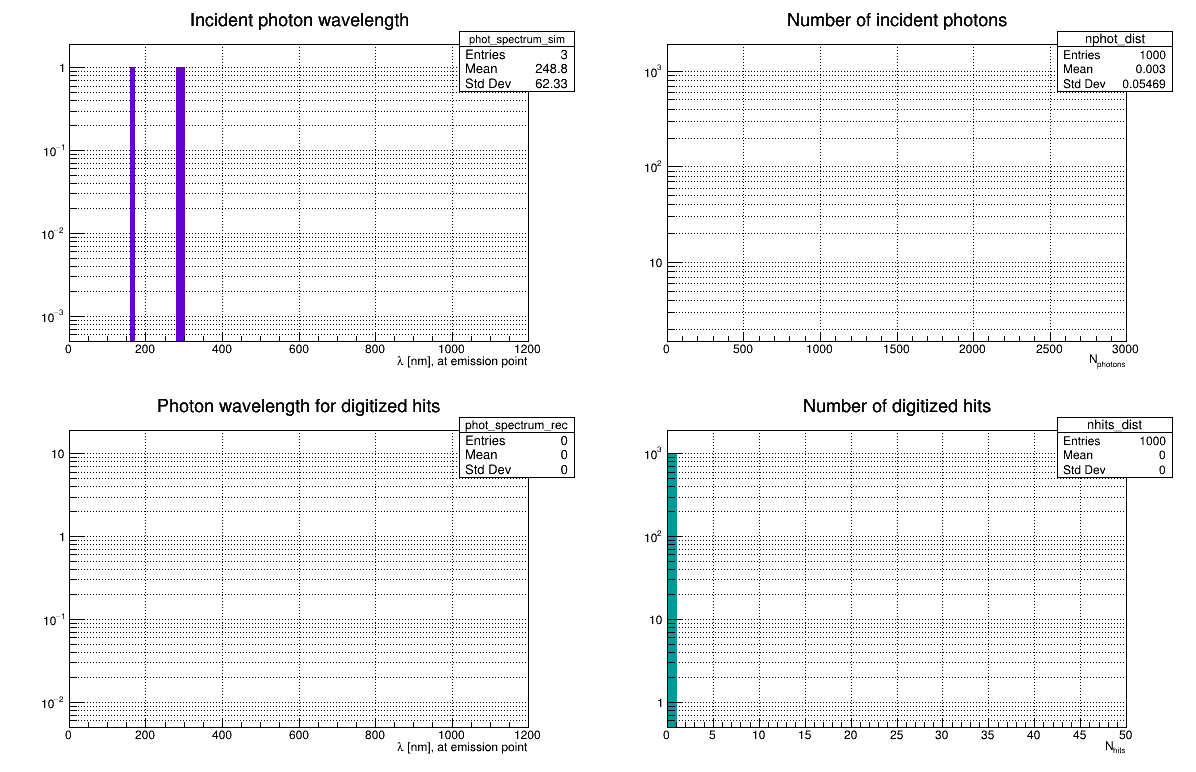 Incident photon wavelength
phot_spectrum_sim
Entries 3
Mean 248.8
Std Dev 62.33
1
10−1
10−2
10−3
0 200 400 600 800 1000 1200
λ [nm], at emission point
Number of incident photons
nphot_dist
Entries 1000
Mean 0.003
Std Dev 0.05469
103
102
10
0 500 1000 1500 2000 2500 3000
Nphotons
Photon wavelength for digitized hits
phot_spectrum_rec
Entries 0
Mean 0
Std Dev 0
10
1
10−1
10−2
0 200 400 600 800 1000 1200
λ [nm], at emission point
Number of digitized hits
nhits_dist
Entries 1000
Mean 0
Std Dev 0
103
102
10
1
0 5 10 15 20 25 30 35 40 45 50
Nhits